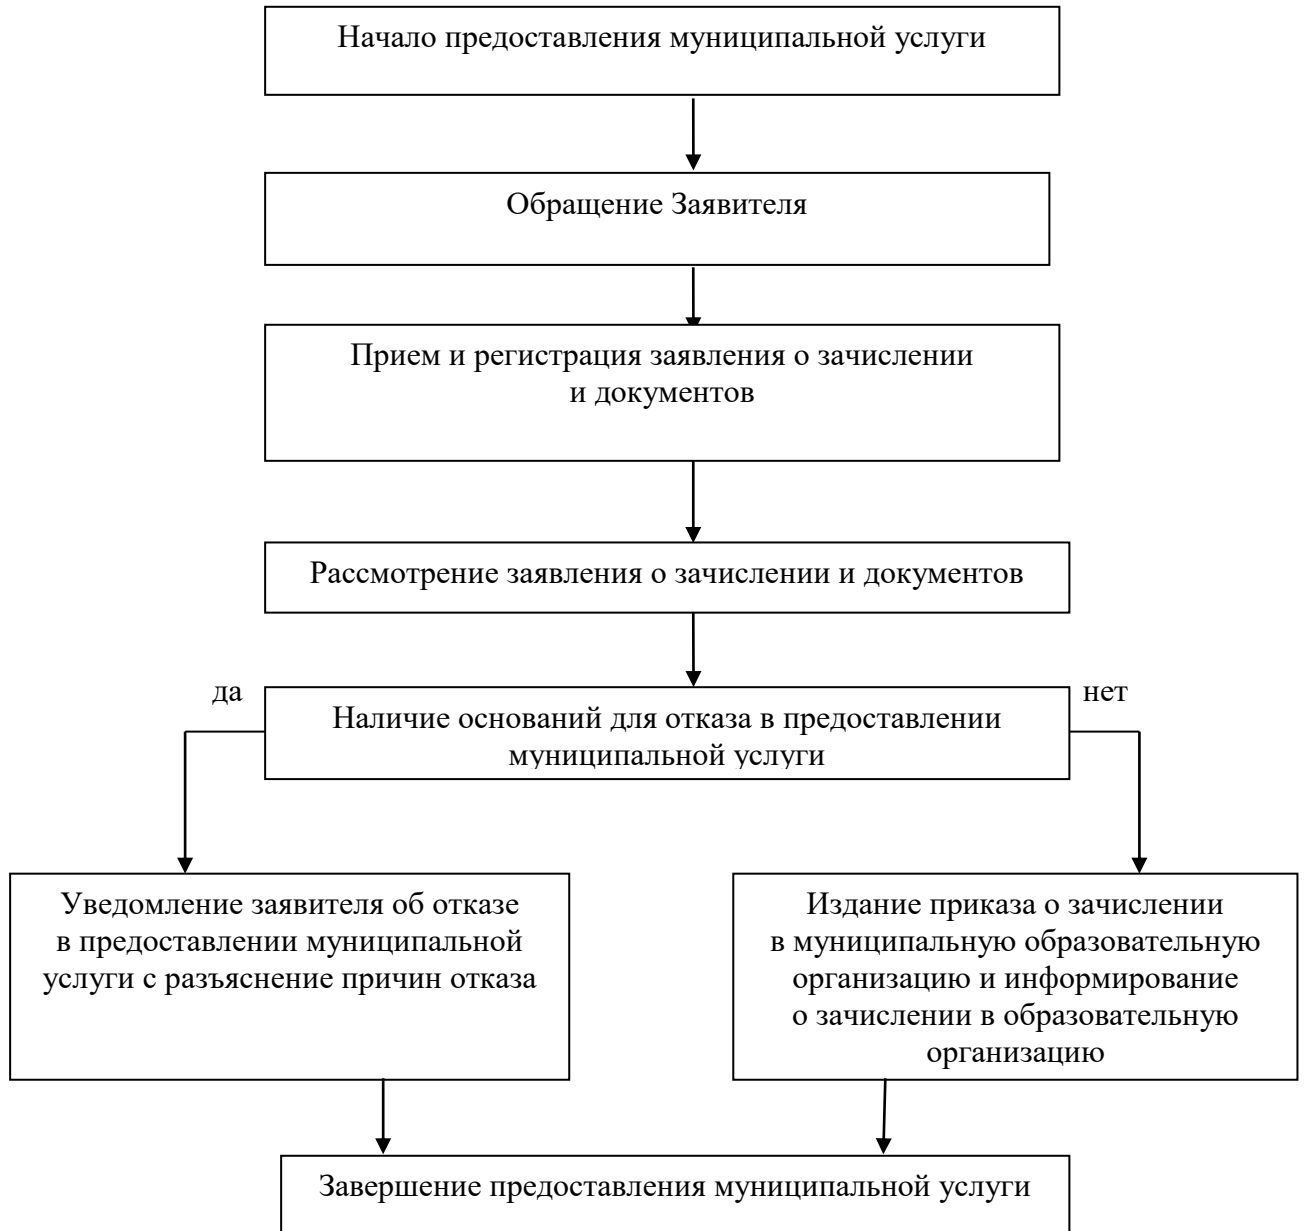 Начало предоставления муниципальной услуги
Обращение Заявителя
Прием и регистрация заявления о зачислении
и документов
Рассмотрение заявления о зачислении и документов
да
нет
Наличие оснований для отказа в предоставлении
муниципальной услуги
Уведомление заявителя об отказе
в предоставлении муниципальной
услуги с разъяснение причин отказа
Издание приказа о зачислении
в муниципальную образовательную
организацию и информирование
о зачислении в образовательную
организацию
Завершение предоставления муниципальной услуги